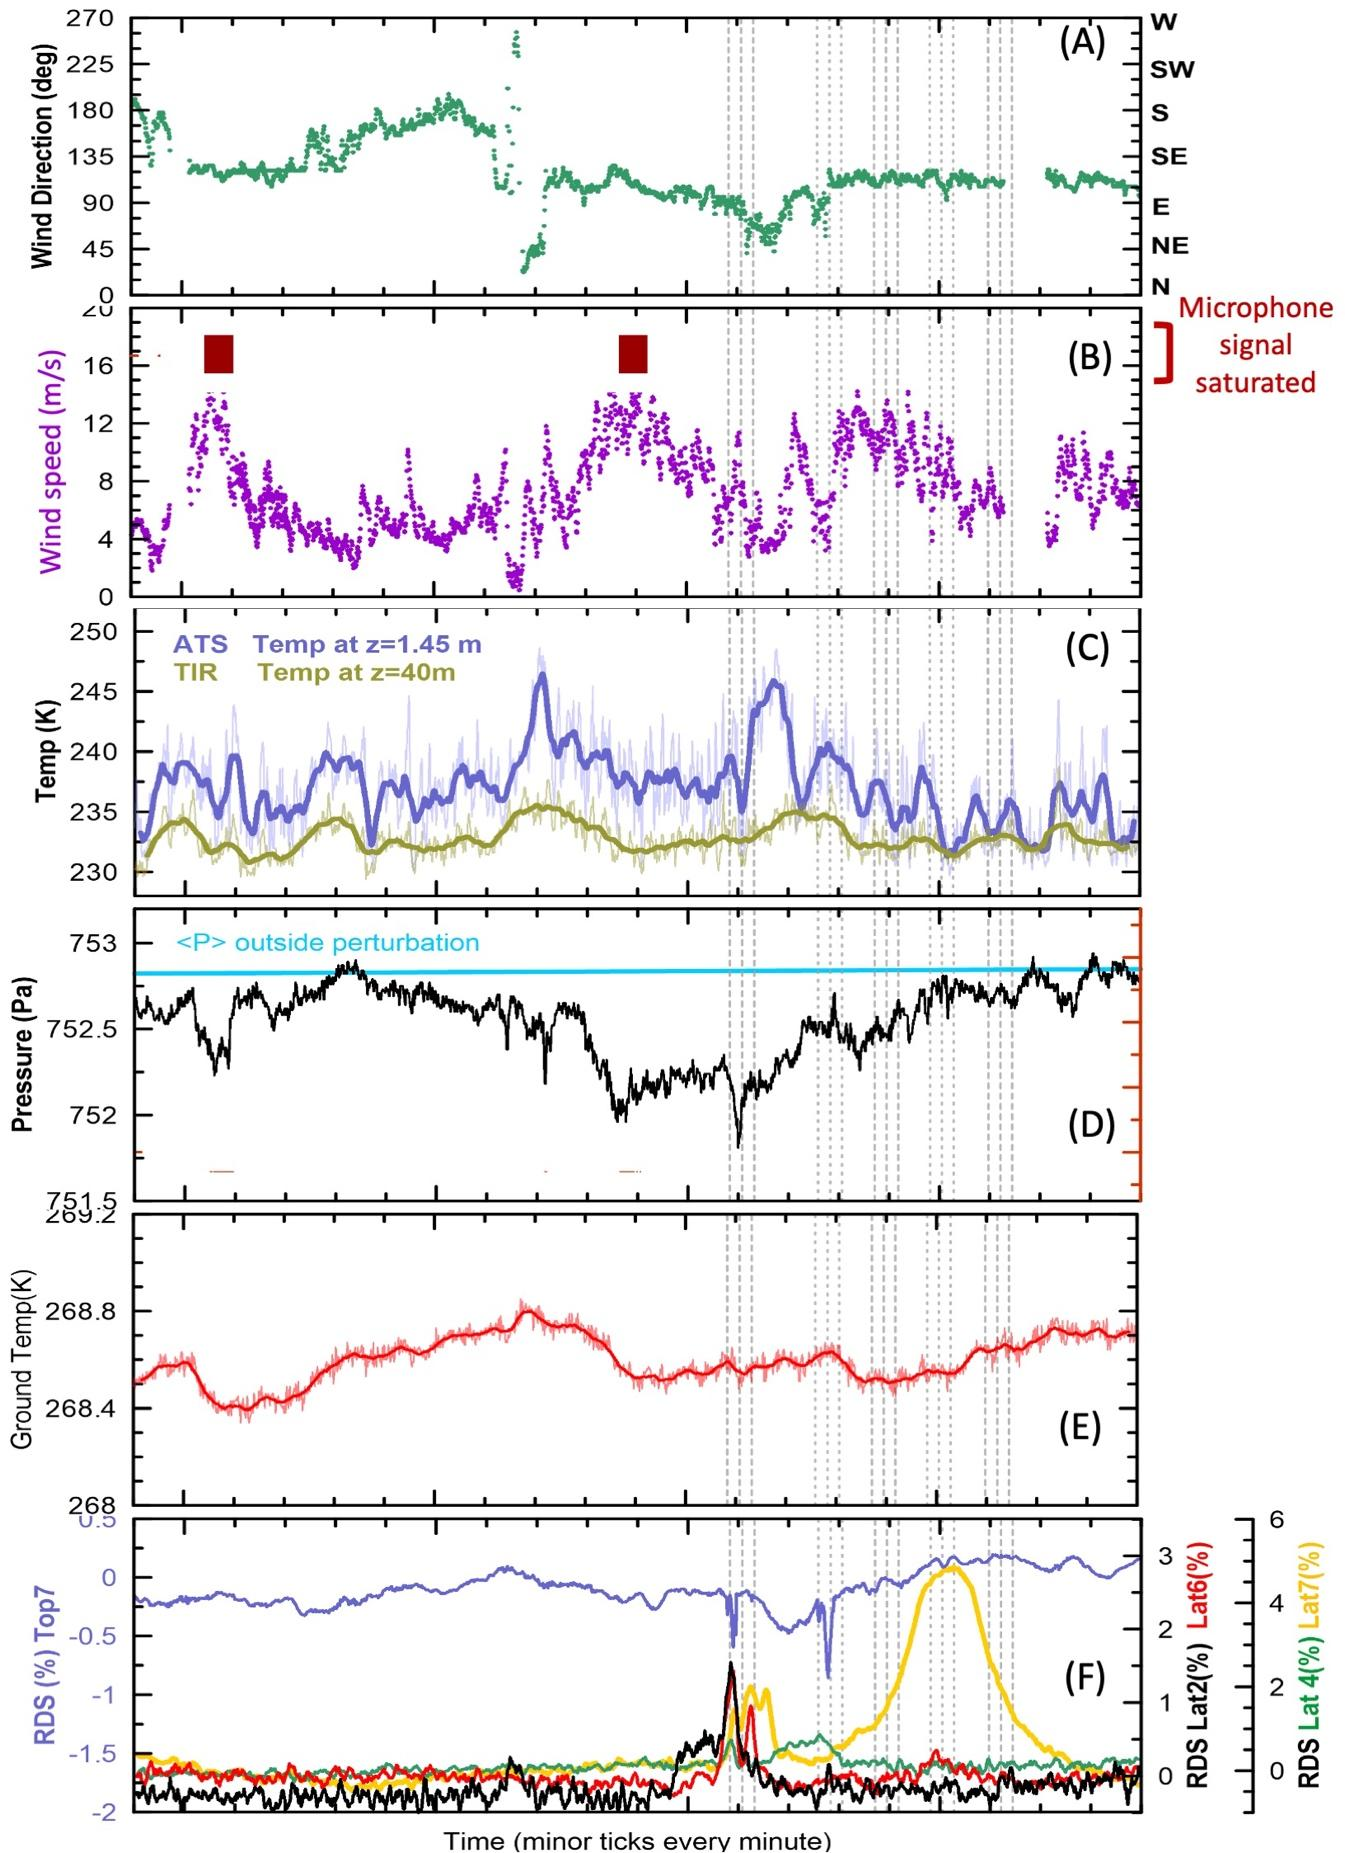 270
225
180
135
90
45
0
Wind Direction (deg)
(A)
W
SW
S
SE
E
NE
N
20
16
12
8
4
0
Wind speed (m/s)
(B)
Microphone
signal
saturated
250
245
240
235
230
Temp (K)
ATS Temp at z=1.45 m
TIR Temp at z=40m
(C)
753
752.5
752
751.5
Pressure (Pa)
<P> outside perturbation
(D)
269.2
268.8
268.4
268
Ground Temp(K)
(E)
0.5
0
-0.5
-1
-1.5
-2
RDS (%) Top7
(F)
3
2
1
0
RDS Lat2(%) Lat6(%)
6
4
2
0
RDS Lat 4(%) Lat7(%)
Time (minor ticks every minute)